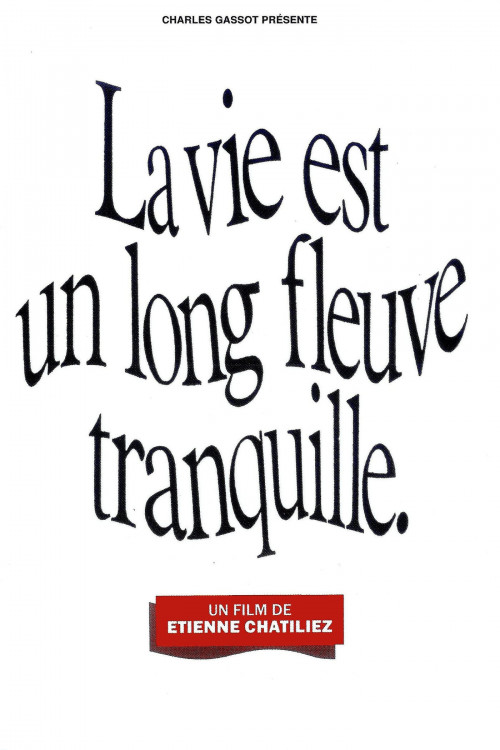 CHARLES GASSOT PRÉSENTE
La vie est
un long fleuve
tranquille.
UN FILM DE
ETIENNE CHATILIEZ